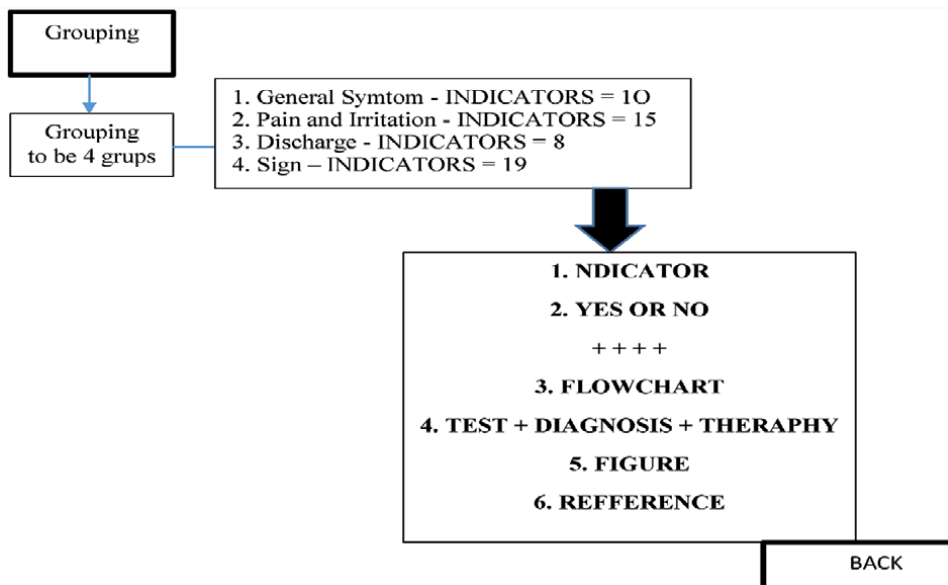 Grouping
Grouping
to be 4 grups
1. General Symtom - INDICATORS = 1O
2. Pain and Irritation - INDICATORS = 15
3. Discharge - INDICATORS = 8
4. Sign – INDICATORS = 19
1. NDICATOR
2. YES OR NO
+ + + +
3. FLOWCHART
4. TEST + DIAGNOSIS + THERAPHY
5. FIGURE
6. REFFERENCE
BACK